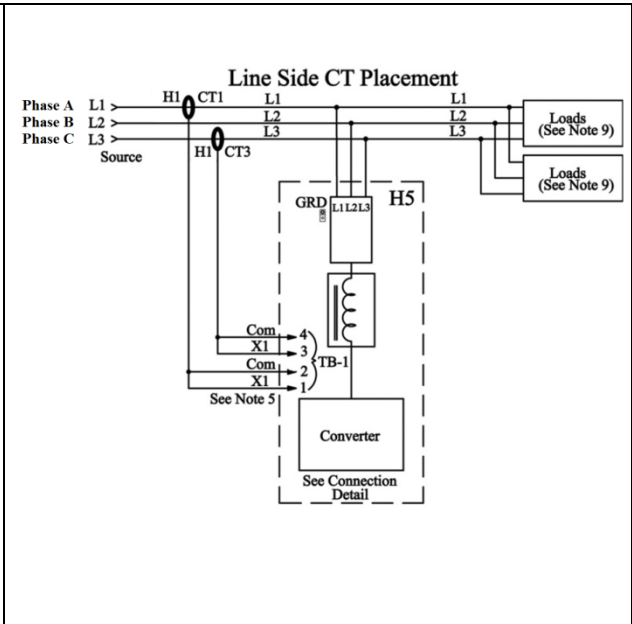 Line Side CT Placement
Phase A L1 H1 CT1 L1 L1
Phase B L2 L2 L2
Phase C L3 L3 L3
Source H1 CT3
Loads
(See Note 9)
Loads
(See Note 9)
GRD L1 L2 L3 H5
Com 4
X1 3
TB-1
Com 2
X1 1
See Note 5
Converter
See Connection
Detail